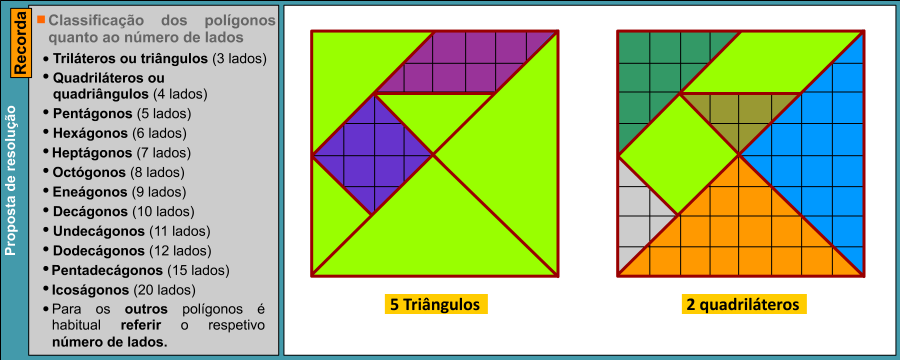 Recorda
Proposta de resolução
Classificação dos polígonos
quanto ao número de lados
• Triláteros ou triângulos (3 lados)
• Quadriláteros ou
quadriângulos (4 lados)
• Pentágonos (5 lados)
• Hexágonos (6 lados)
• Heptágonos (7 lados)
• Octógonos (8 lados)
• Eneágonos (9 lados)
• Decágonos (10 lados)
• Undecágonos (11 lados)
• Dodecágonos (12 lados)
• Pentadecágonos (15 lados)
• Icoságonos (20 lados)
• Para os outros polígonos é
habitual referir o respetivo
número de lados.
5 Triângulos
2 quadriláteros